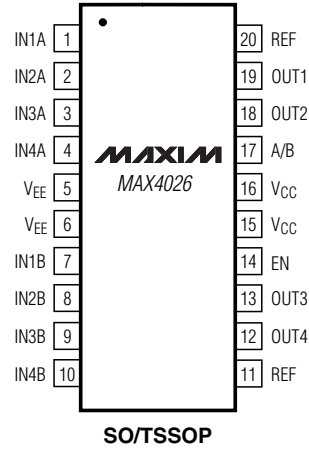 IN1A 1 20 REF
IN2A 2 19 OUT1
IN3A 3 18 OUT2
IN4A 4 MAXIM 17 A/B
VEE 5 MAX4026 16 VCC
VEE 6 15 VCC
IN1B 7 14 EN
IN2B 8 13 OUT3
IN3B 9 12 OUT4
IN4B 10 11 REF
SO/TSSOP